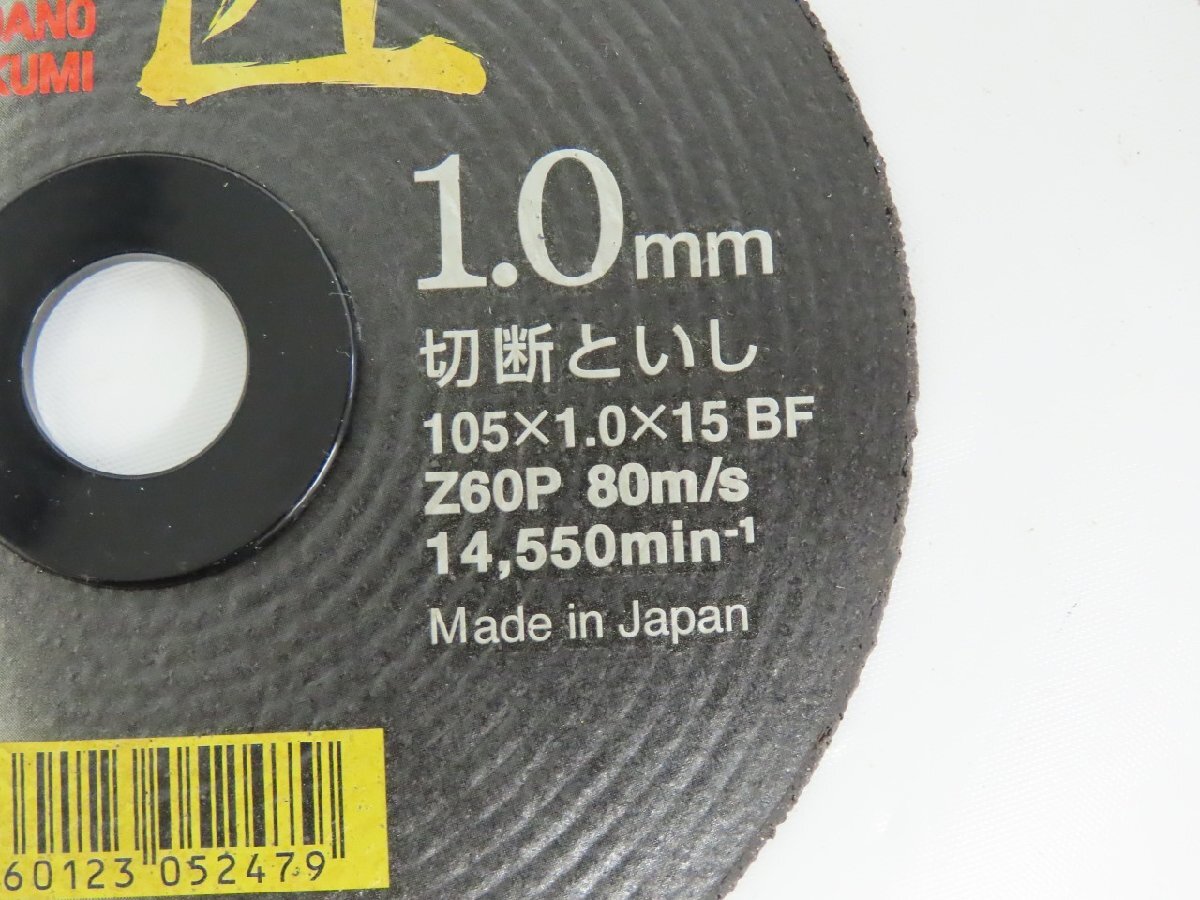 匠
1.0mm
切断といし
105×1.0×15 BF
Z60P 80m/s
14,550min⁻¹
Made in Japan
60123 052479